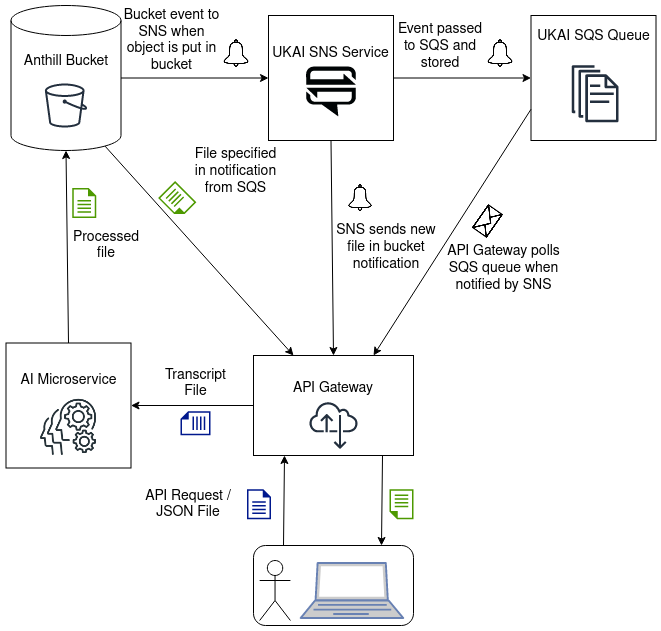 Bucket event to
SNS when
object is put in
bucket
Event passed
to SQS and
stored
Anthill Bucket
UKAI SNS Service
UKAI SQS Queue
File specified
in notification
from SQS
SNS sends new
file in bucket
notification
API Gateway polls
SQS queue when
notified by SNS
Processed
file
AI Microservice
Transcript
File
API Gateway
API Request /
JSON File